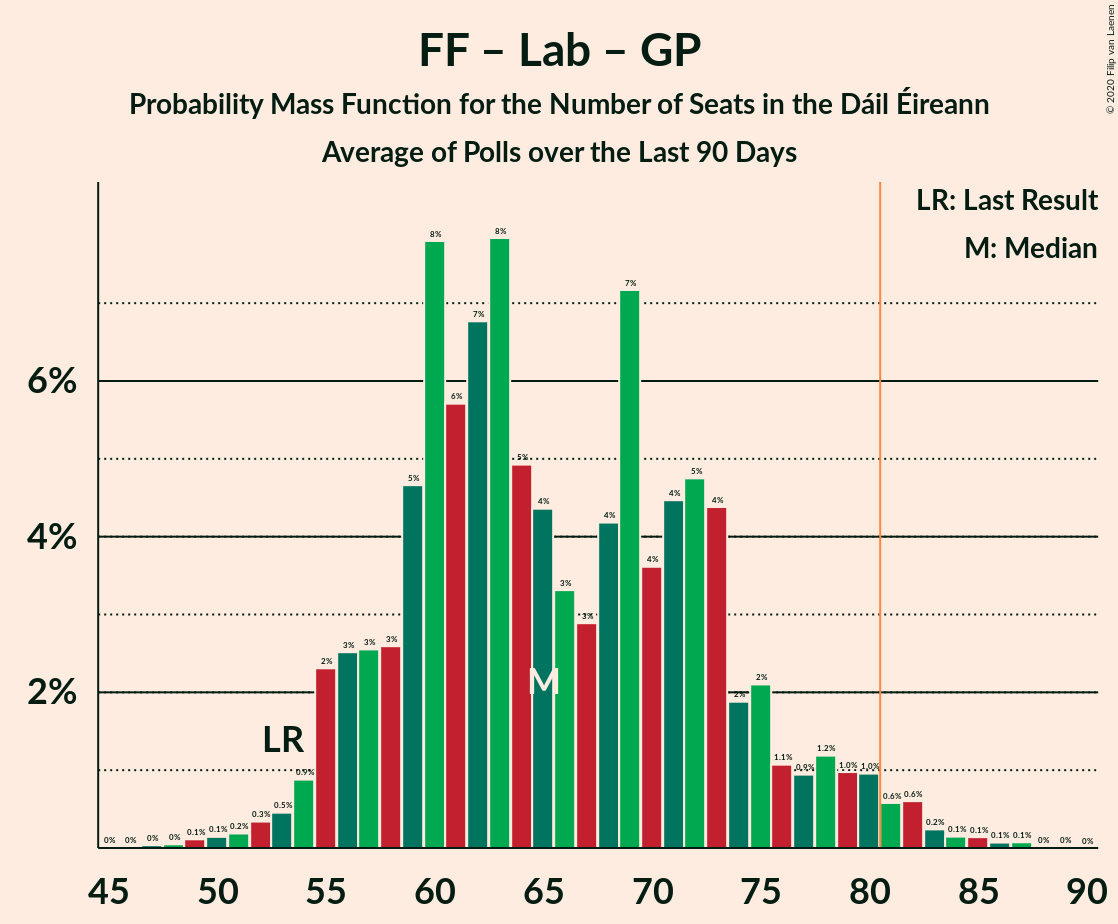 FF – Lab – GP
Probability Mass Function for the Number of Seats in the Dáil Éireann
Average of Polls over the Last 90 Days
© 2020 Filip van Laenen
LR: Last Result
M: Median
6%
4%
2%
LR
M
0% 0% 0% 0% 0.1% 0.1% 0.2% 0.3% 0.5% 0.9% 2% 3% 3% 3% 5% 8% 6% 7% 8% 5% 4% 3% 3% 4% 7% 4% 4% 5% 4% 2% 2% 1.1% 0.9% 1.2% 1.0% 1.0% 0.6% 0.6% 0.2% 0.1% 0.1% 0.1% 0.1% 0% 0% 0%
45 50 55 60 65 70 75 80 85 90